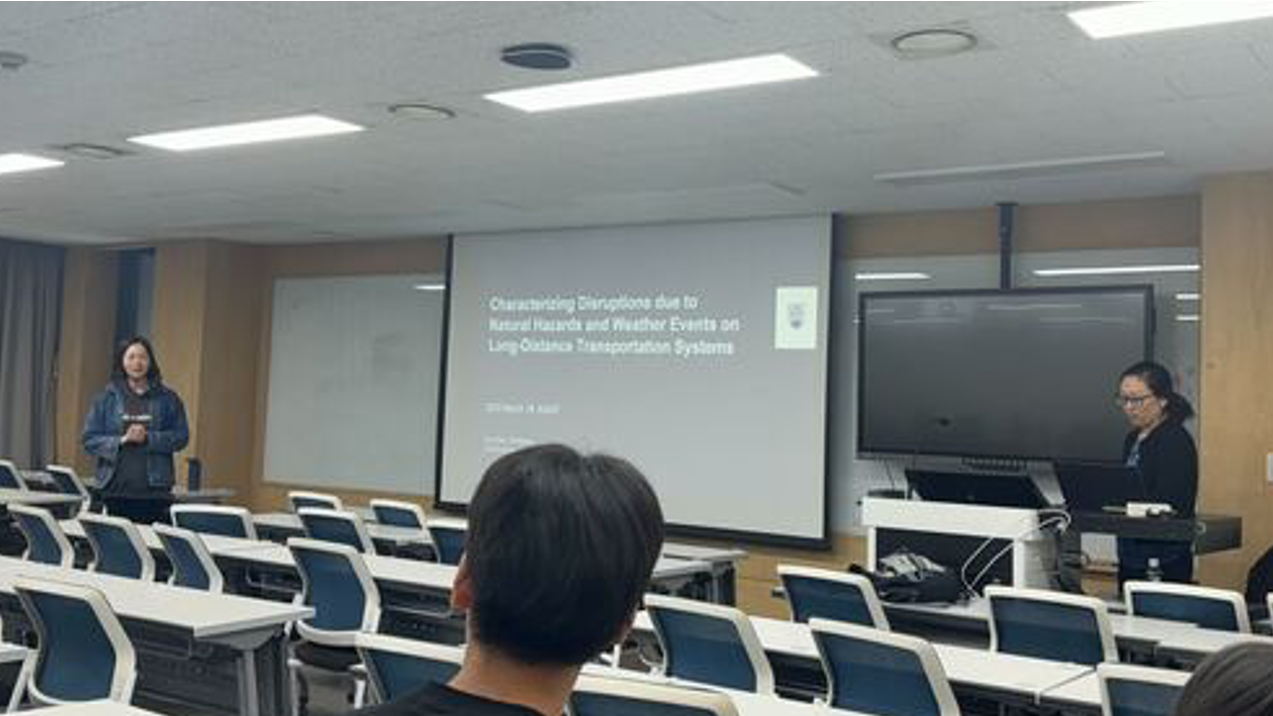 Characterizing Disruptions due to
Natural Hazards and Weather Events on
Long-Distance Transportation Systems